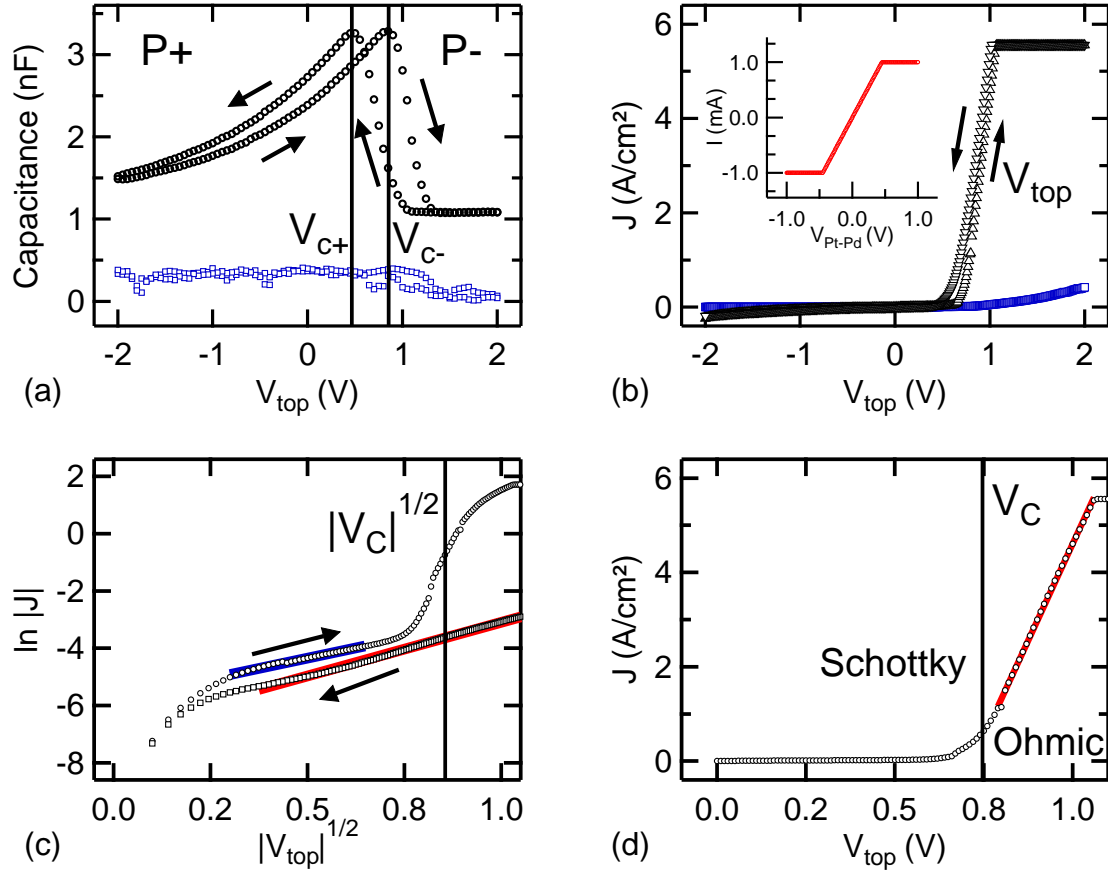 P+
P-
V_c+
V_c-
Capacitance (nF)
3
2
1
0
-2
-1
0
1
2
V_top (V)
(a)
J (A/cm²)
6
4
2
0
I (mA)
1.0
0.0
-1.0
-1.0
0.0
1.0
V_Pt-Pd (V)
V_top
-2
-1
0
1
2
V_top (V)
(b)
ln |J|
2
0
-2
-4
-6
-8
|V_C|^1/2
0.0
0.2
0.5
0.8
1.0
|V_top|^1/2
(c)
J (A/cm²)
6
4
2
0
V_C
Schottky
Ohmic
0.0
0.2
0.5
0.8
1.0
V_top (V)
(d)